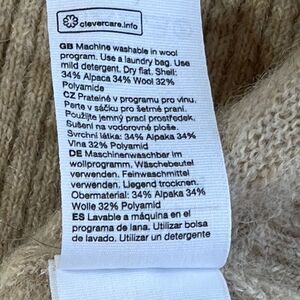 clevercare.info
GB Machine washable in wool
program. Use a laundry bag. Use
mild detergent. Dry flat. Shell:
34% Alpaca 34% Wool 32%
Polyamide
CZ Pratelné v programu pro vlnu.
Perte v sáčku pro šetrné praní.
Použijte jemný prací prostředek.
Sušení na vodorovné ploše.
Svrchní látka: 34% Alpaka 34%
Vlna 32% Polyamid
DE Maschinenwaschbar im
wollprogramm. Wäschebeutel
verwenden. Feinwaschmittel
verwenden. Liegend trocknen.
Obermaterial: 34% Alpaka 34%
Wolle 32% Polyamid
ES Lavable a máquina en el
programa de lana. Utilizar bolsa
de lavado. Utilizar un detergente